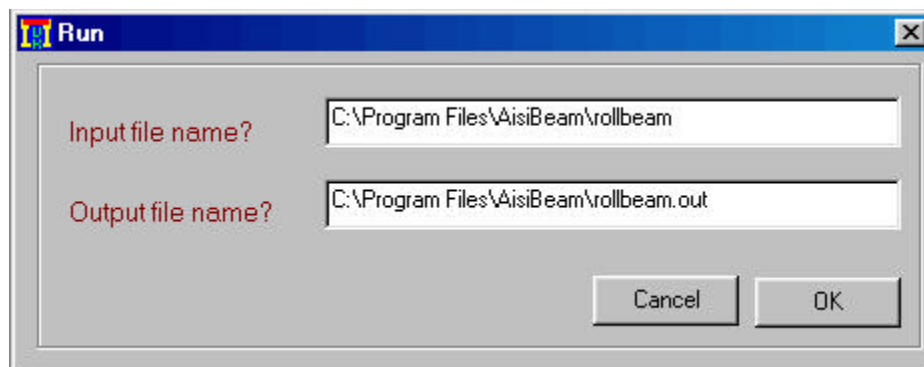 Run
Input file name?
C:\Program Files\AisiBeam\rollbeam
Output file name?
C:\Program Files\AisiBeam\rollbeam.out
Cancel
OK